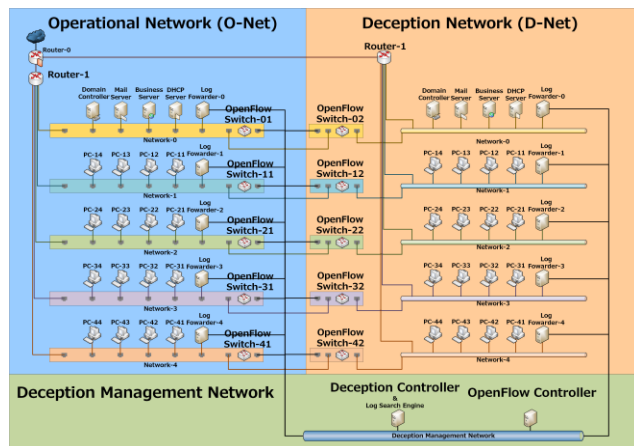 Operational Network (O-Net)
Deception Network (D-Net)
Router-0
Router-1
Router-1
Domain Controller
Mail Server
Business Server
DHCP Server
Log Fowarder-0
OpenFlow Switch-01
OpenFlow Switch-02
Domain Controller
Mail Server
Business Server
DHCP Server
Log Fowarder-0
Network-0
Network-0
PC-14
PC-13
PC-12
PC-11
Log Fowarder-1
OpenFlow Switch-11
OpenFlow Switch-12
PC-14
PC-13
PC-12
PC-11
Log Fowarder-1
Network-1
Network-1
PC-24
PC-23
PC-22
PC-21
Log Fowarder-2
OpenFlow Switch-21
OpenFlow Switch-22
PC-24
PC-23
PC-22
PC-21
Log Fowarder-2
Network-2
Network-2
PC-34
PC-33
PC-32
PC-31
Log Fowarder-3
OpenFlow Switch-31
OpenFlow Switch-32
PC-34
PC-33
PC-32
PC-31
Log Fowarder-3
Network-3
Network-3
PC-44
PC-43
PC-42
PC-41
Log Fowarder-4
OpenFlow Switch-41
OpenFlow Switch-42
PC-44
PC-43
PC-42
PC-41
Log Fowarder-4
Network-4
Network-4
Deception Management Network
Deception Controller
&
Log Search Engine
OpenFlow Controller
Deception Management Network